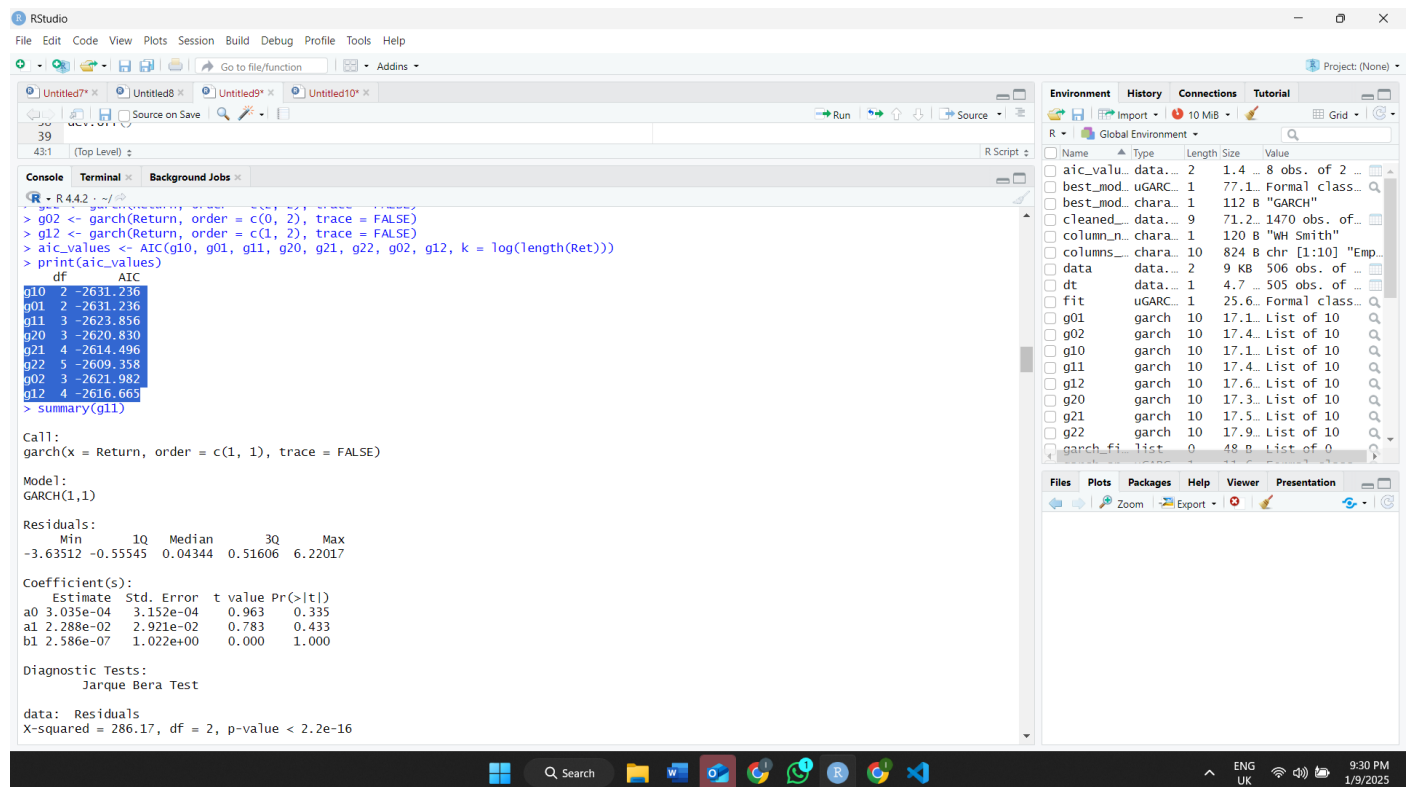 RStudio
File Edit Code View Plots Session Build Debug Profile Tools Help
Go to file/function
Addins
Project: (None)
Untitled7*
Untitled8
Untitled9*
Untitled10*
Source on Save
Run
Source
39
43:1 (Top Level)
R Script
Console Terminal Background Jobs
R 4.4.2 · ~/
> g02 <- garch(Return, order = c(0, 2), trace = FALSE)
> g12 <- garch(Return, order = c(1, 2), trace = FALSE)
> aic_values <- AIC(g10, g01, g11, g20, g21, g22, g02, g12, k = log(length(Ret)))
> print(aic_values)
df AIC
g10 2 -2631.236
g01 2 -2631.236
g11 3 -2623.856
g20 3 -2620.830
g21 4 -2614.496
g22 5 -2609.358
g02 3 -2621.982
g12 4 -2616.665
> summary(g11)
Call:
garch(x = Return, order = c(1, 1), trace = FALSE)
Model:
GARCH(1,1)
Residuals:
Min 1Q Median 3Q Max
-3.63512 -0.55545 0.04344 0.51606 6.22017
Coefficient(s):
Estimate Std. Error t value Pr(>|t|)
a0 3.035e-04 3.152e-04 0.963 0.335
a1 2.288e-02 2.921e-02 0.783 0.433
b1 2.586e-07 1.022e+00 0.000 1.000
Diagnostic Tests:
Jarque Bera Test
data: Residuals
X-squared = 286.17, df = 2, p-value < 2.2e-16
Environment History Connections Tutorial
Import
10 MiB
Grid
R
Global Environment
Name Type Length Size Value
aic_valu… data.… 2 1.4 … 8 obs. of 2 …
best_mod… uGARC… 1 77.1… Formal class…
best_mod… chara… 1 112 B "GARCH"
cleaned_… data.… 9 71.2… 1470 obs. of…
column_n… chara… 1 120 B "WH Smith"
columns_… chara… 10 824 B chr [1:10] "Emp…
data data.… 2 9 KB 506 obs. of …
dt data.… 1 4.7 … 505 obs. of …
fit uGARC… 1 25.6… Formal class…
g01 garch 10 17.1… List of 10
g02 garch 10 17.4… List of 10
g10 garch 10 17.1… List of 10
g11 garch 10 17.4… List of 10
g12 garch 10 17.6… List of 10
g20 garch 10 17.3… List of 10
g21 garch 10 17.5… List of 10
g22 garch 10 17.9… List of 10
garch_fi… list 0 48 B List of 0
Files Plots Packages Help Viewer Presentation
Zoom
Export
Search
1
ENG
UK
9:30 PM
1/9/2025